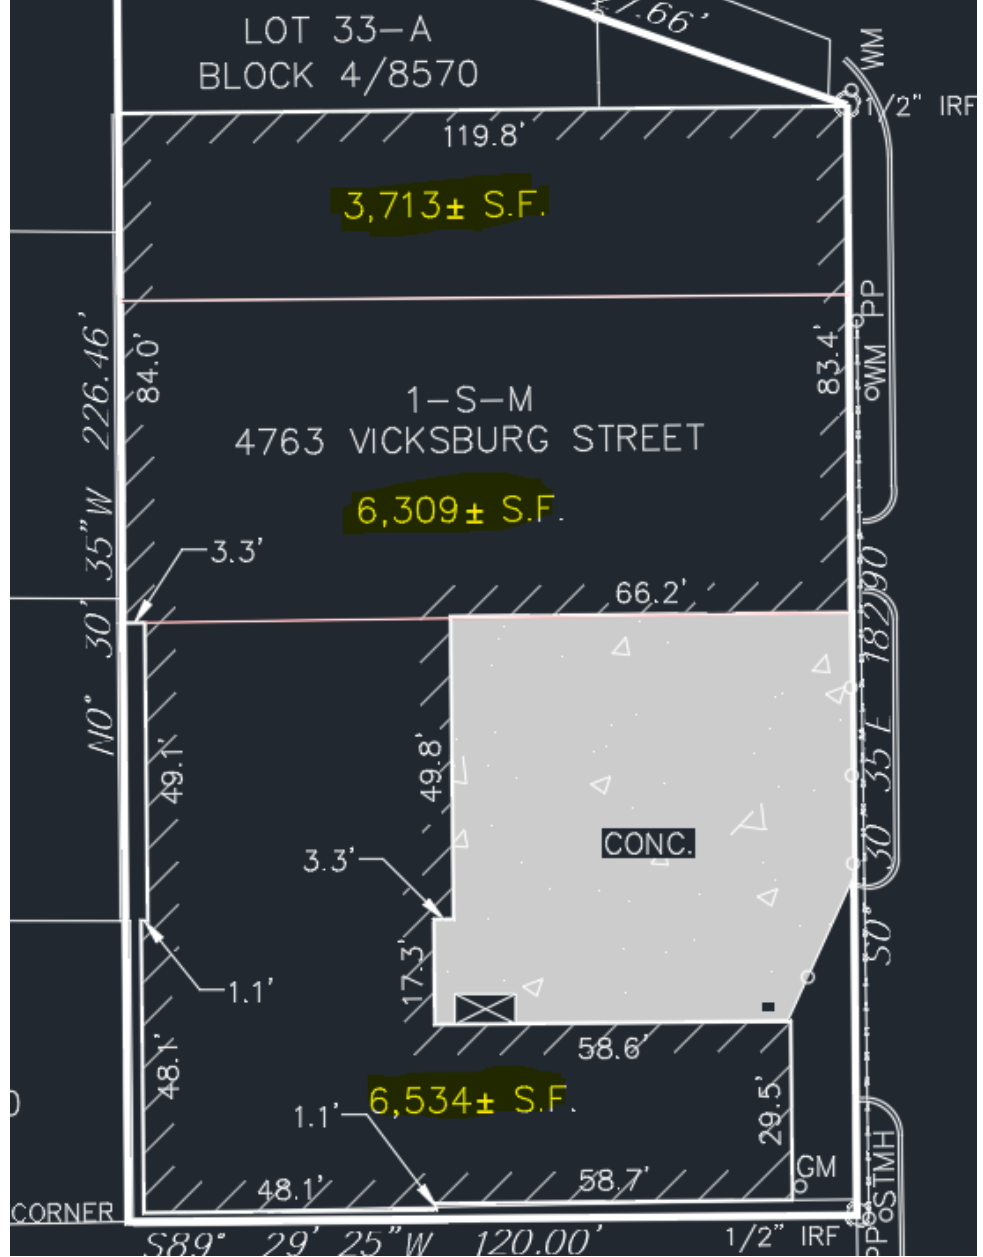 .66'
LOT 33-A
BLOCK 4/8570
WM
1/2" IRF
119.8'
3,713± S.F.
PP
WM
84.0'
83.4'
1-S-M
4763 VICKSBURG STREET
6,309± S.F.
N0° 30' 35"W 226.46'
3.3'
66.2'
S0° 30 35 E 182.90
49.1'
49.8'
CONC.
3.3'
17.3'
1.1'
58.6'
48.1'
6,534± S.F.
29.5'
1.1'
GM
STMH
48.1'
58.7'
CORNER
S89° 29' 25"W 120.00'
1/2" IRF
P